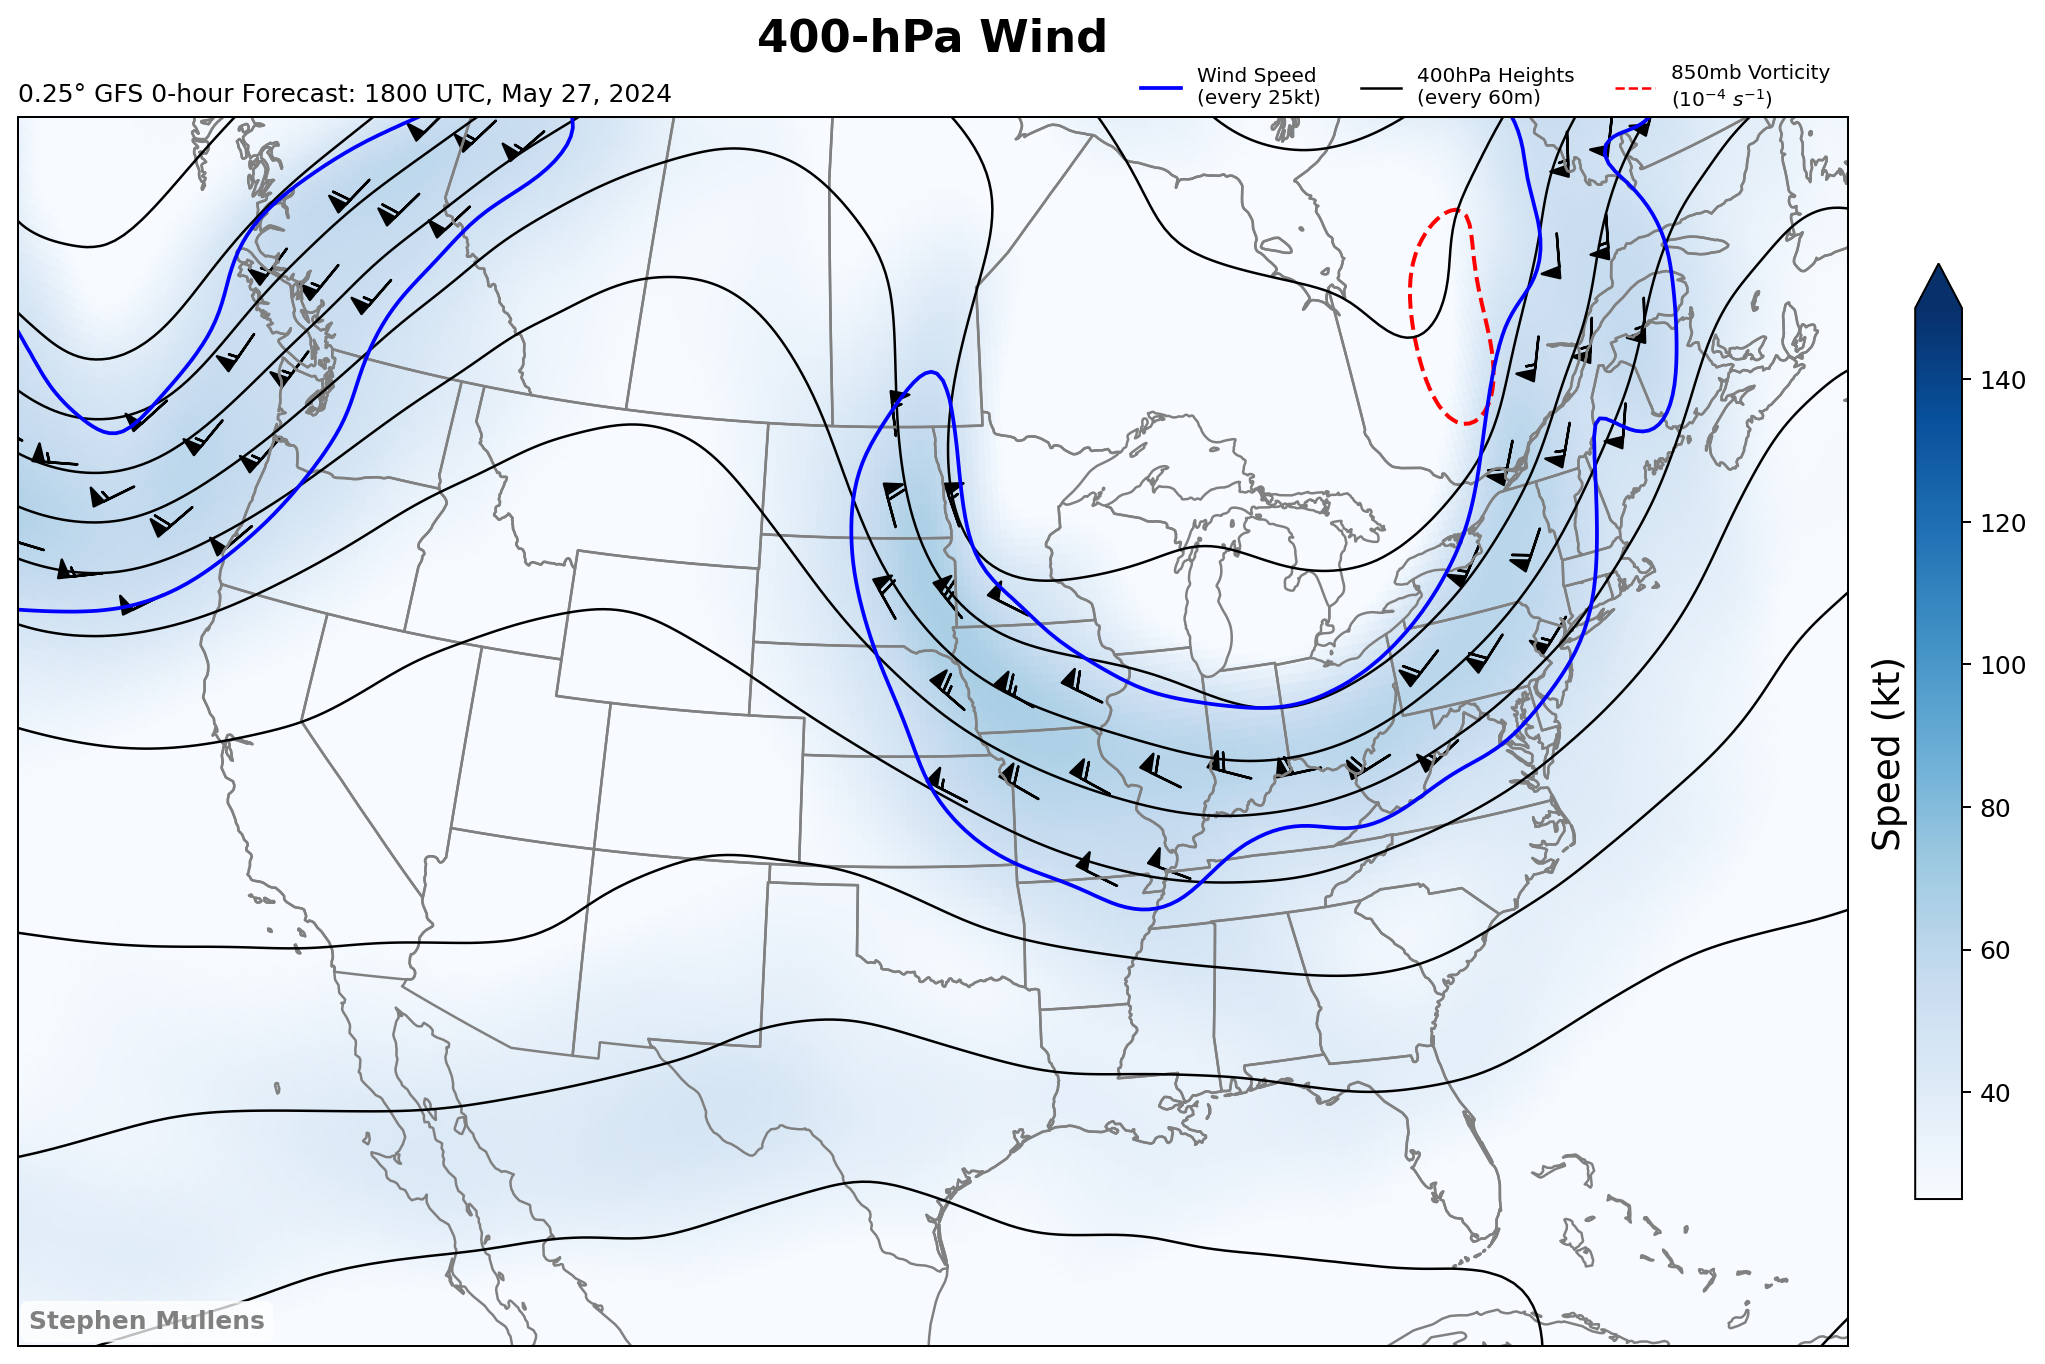 400-hPa Wind
0.25° GFS 0-hour Forecast: 1800 UTC, May 27, 2024
Wind Speed
(every 25kt)
400hPa Heights
(every 60m)
850mb Vorticity
(10⁻⁴ s⁻¹)
140
120
100
80
60
40
Speed (kt)
Stephen Mullens